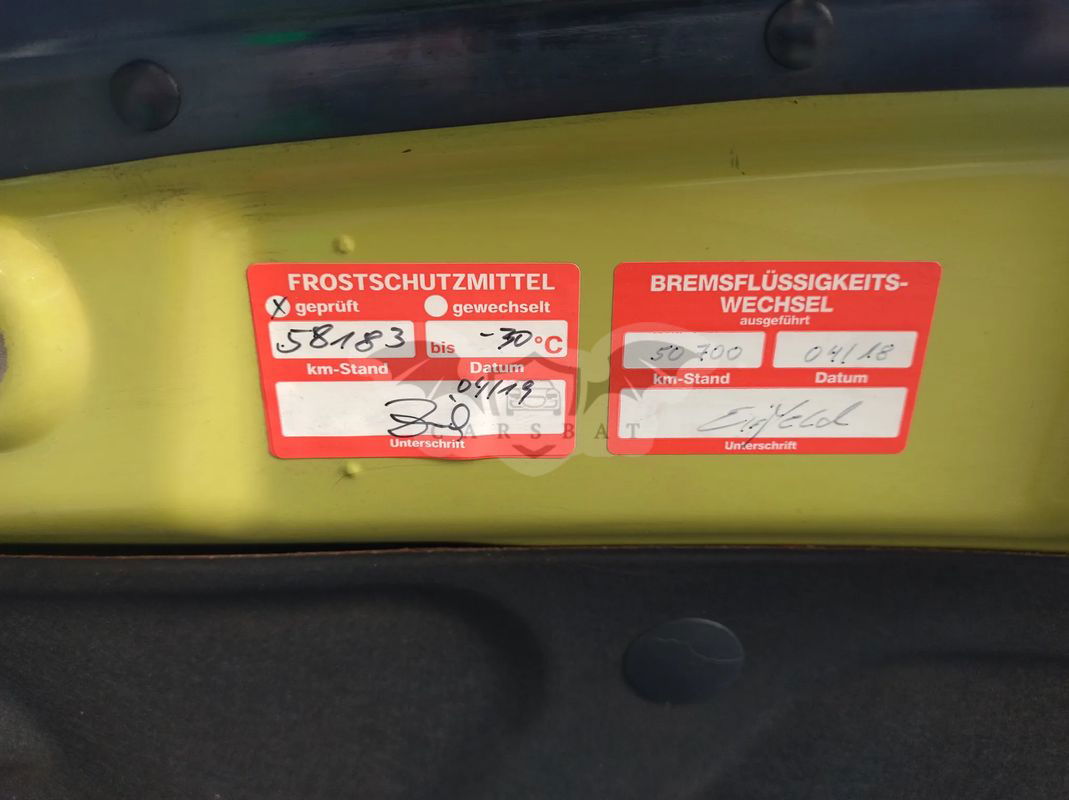 FROSTSCHUTZMITTEL
X geprüft gewechselt
58183 bis -30 °C
km-Stand Datum
04/19
Unterschrift
BREMSFLÜSSIGKEITS-
WECHSEL
ausgeführt
50 700 04/18
km-Stand Datum
Unterschrift
CARSBAT